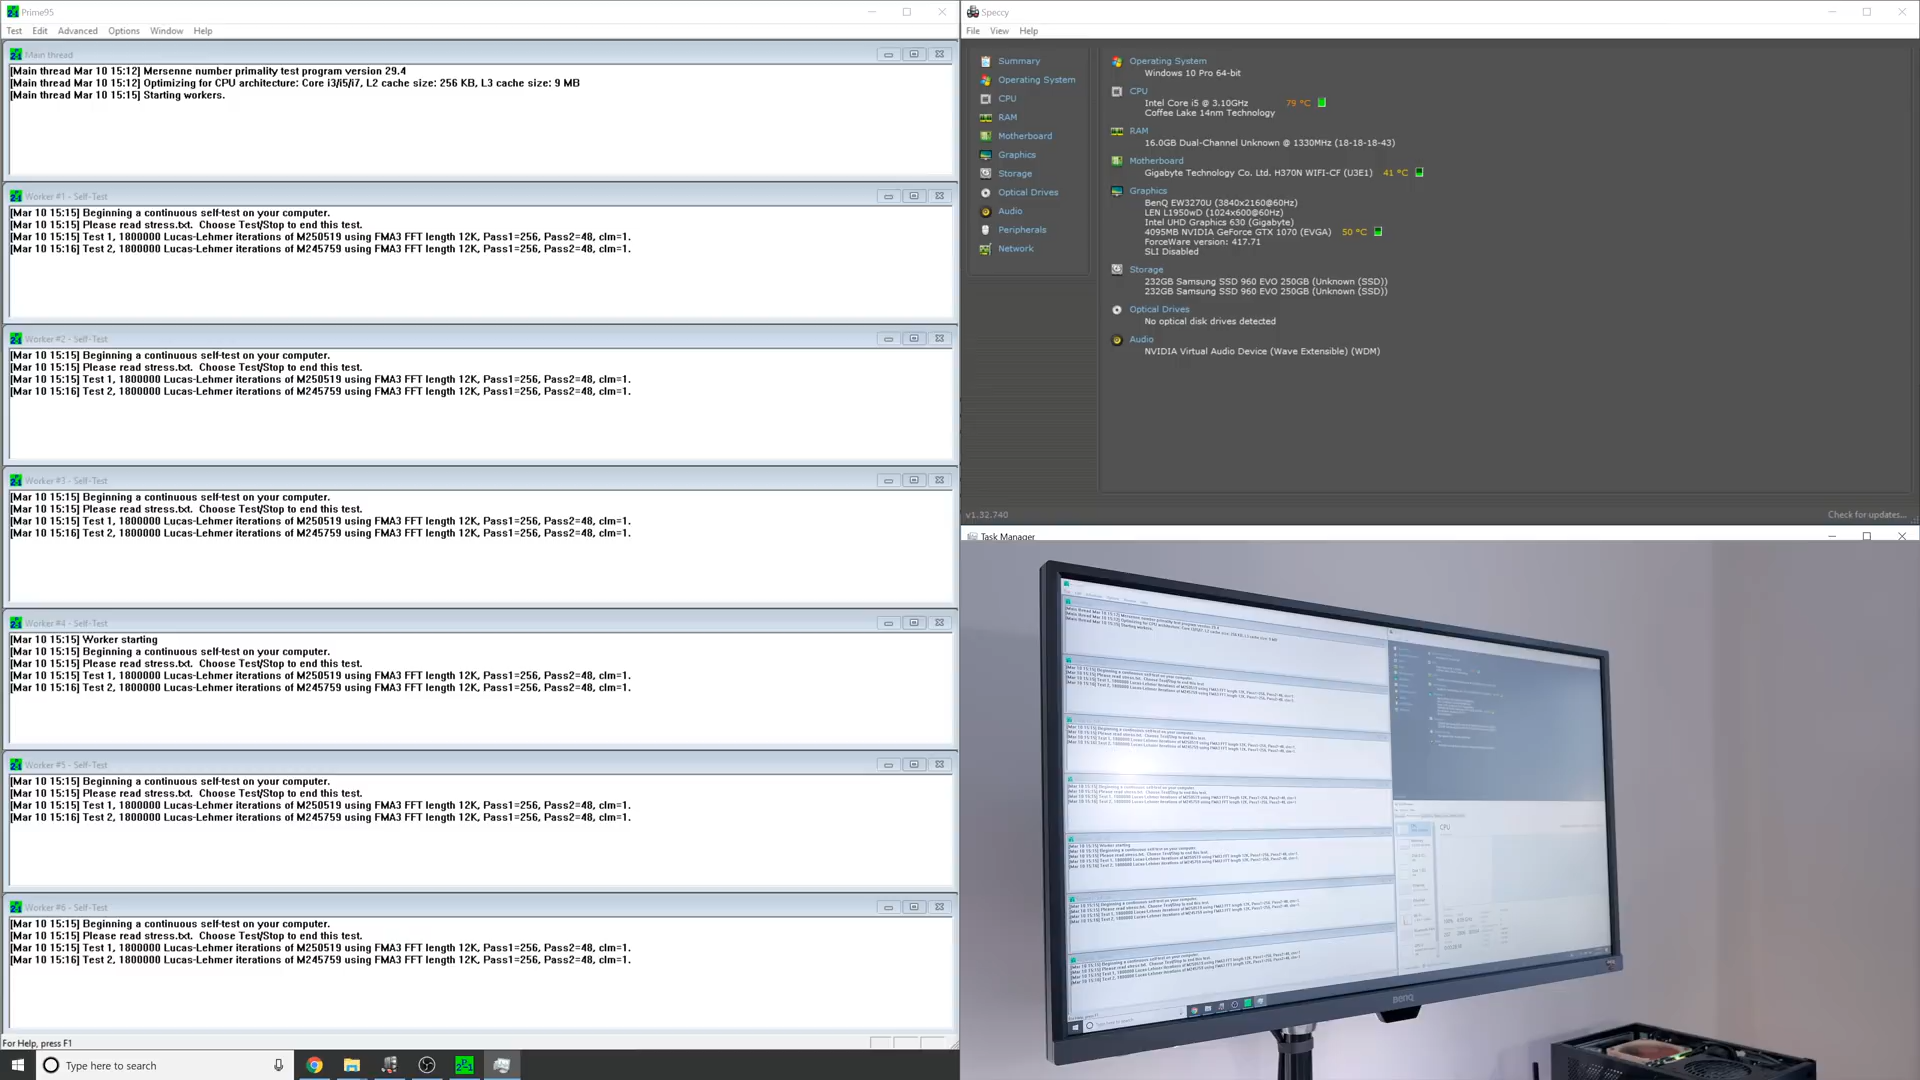 Prime95
Test Edit Advanced Options Window Help
Main thread
[Main thread Mar 10 15:12] Mersenne number primality test program version 29.4
[Main thread Mar 10 15:12] Optimizing for CPU architecture: Core i3/i5/i7, L2 cache size: 256 KB, L3 cache size: 9 MB
[Main thread Mar 10 15:15] Starting workers.
Worker #1 - Self-Test
[Mar 10 15:15] Beginning a continuous self-test on your computer.
[Mar 10 15:15] Please read stress.txt.  Choose Test/Stop to end this test.
[Mar 10 15:15] Test 1, 1800000 Lucas-Lehmer iterations of M250519 using FMA3 FFT length 12K, Pass1=256, Pass2=48, clm=1.
[Mar 10 15:16] Test 2, 1800000 Lucas-Lehmer iterations of M245759 using FMA3 FFT length 12K, Pass1=256, Pass2=48, clm=1.
Worker #2 - Self-Test
[Mar 10 15:15] Beginning a continuous self-test on your computer.
[Mar 10 15:15] Please read stress.txt.  Choose Test/Stop to end this test.
[Mar 10 15:15] Test 1, 1800000 Lucas-Lehmer iterations of M250519 using FMA3 FFT length 12K, Pass1=256, Pass2=48, clm=1.
[Mar 10 15:16] Test 2, 1800000 Lucas-Lehmer iterations of M245759 using FMA3 FFT length 12K, Pass1=256, Pass2=48, clm=1.
Worker #3 - Self-Test
[Mar 10 15:15] Beginning a continuous self-test on your computer.
[Mar 10 15:15] Please read stress.txt.  Choose Test/Stop to end this test.
[Mar 10 15:15] Test 1, 1800000 Lucas-Lehmer iterations of M250519 using FMA3 FFT length 12K, Pass1=256, Pass2=48, clm=1.
[Mar 10 15:16] Test 2, 1800000 Lucas-Lehmer iterations of M245759 using FMA3 FFT length 12K, Pass1=256, Pass2=48, clm=1.
Worker #4 - Self-Test
[Mar 10 15:15] Worker starting
[Mar 10 15:15] Beginning a continuous self-test on your computer.
[Mar 10 15:15] Please read stress.txt.  Choose Test/Stop to end this test.
[Mar 10 15:15] Test 1, 1800000 Lucas-Lehmer iterations of M250519 using FMA3 FFT length 12K, Pass1=256, Pass2=48, clm=1.
[Mar 10 15:16] Test 2, 1800000 Lucas-Lehmer iterations of M245759 using FMA3 FFT length 12K, Pass1=256, Pass2=48, clm=1.
Worker #5 - Self-Test
[Mar 10 15:15] Beginning a continuous self-test on your computer.
[Mar 10 15:15] Please read stress.txt.  Choose Test/Stop to end this test.
[Mar 10 15:15] Test 1, 1800000 Lucas-Lehmer iterations of M250519 using FMA3 FFT length 12K, Pass1=256, Pass2=48, clm=1.
[Mar 10 15:16] Test 2, 1800000 Lucas-Lehmer iterations of M245759 using FMA3 FFT length 12K, Pass1=256, Pass2=48, clm=1.
Worker #6 - Self-Test
[Mar 10 15:15] Beginning a continuous self-test on your computer.
[Mar 10 15:15] Please read stress.txt.  Choose Test/Stop to end this test.
[Mar 10 15:15] Test 1, 1800000 Lucas-Lehmer iterations of M250519 using FMA3 FFT length 12K, Pass1=256, Pass2=48, clm=1.
[Mar 10 15:16] Test 2, 1800000 Lucas-Lehmer iterations of M245759 using FMA3 FFT length 12K, Pass1=256, Pass2=48, clm=1.
For Help, press F1
Type here to search
Speccy
File View Help
Summary
Operating System
CPU
RAM
Motherboard
Graphics
Storage
Optical Drives
Audio
Peripherals
Network
Operating System
Windows 10 Pro 64-bit
CPU
Intel Core i5 @ 3.10GHz 79 °C
Coffee Lake 14nm Technology
RAM
16.0GB Dual-Channel Unknown @ 1330MHz (18-18-18-43)
Motherboard
Gigabyte Technology Co. Ltd. H370N WIFI-CF (U3E1) 41 °C
Graphics
BenQ EW3270U (3840x2160@60Hz)
LEN L1950wD (1024x600@60Hz)
Intel UHD Graphics 630 (Gigabyte)
4095MB NVIDIA GeForce GTX 1070 (EVGA) 50 °C
ForceWare version: 417.71
SLI Disabled
Storage
232GB Samsung SSD 960 EVO 250GB (Unknown (SSD))
232GB Samsung SSD 960 EVO 250GB (Unknown (SSD))
Optical Drives
No optical disk drives detected
Audio
NVIDIA Virtual Audio Device (Wave Extensible) (WDM)
v1.32.740
Check for updates...
Task Manager
CPU
BenQ